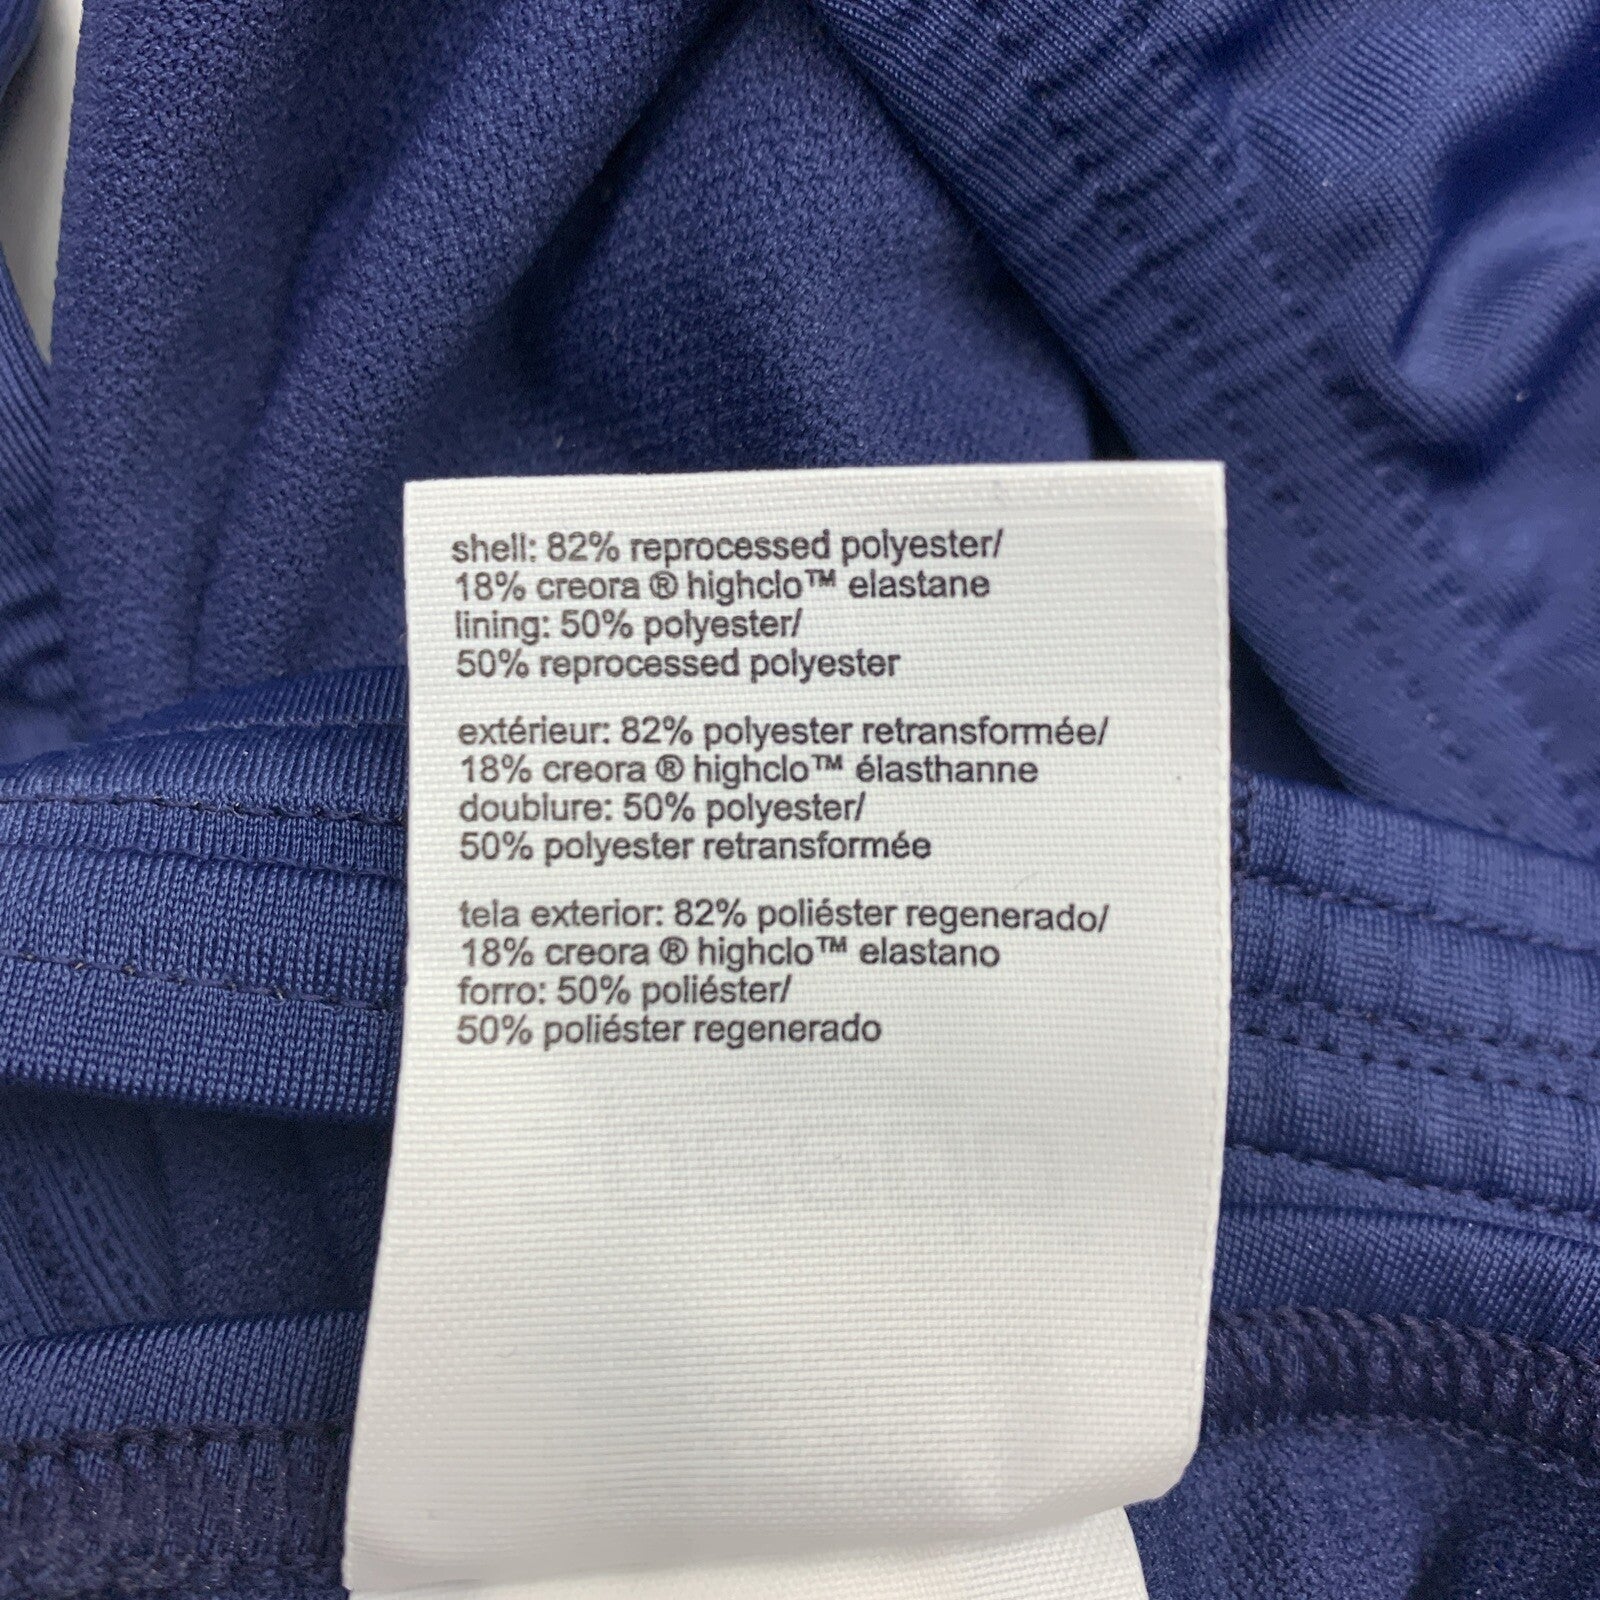 shell: 82% reprocessed polyester/
18% creora ® highclo™ elastane
lining: 50% polyester/
50% reprocessed polyester
extérieur: 82% polyester retransformée/
18% creora ® highclo™ élasthanne
doublure: 50% polyester/
50% polyester retransformée
tela exterior: 82% poliéster regenerado/
18% creora ® highclo™ elastano
forro: 50% poliéster/
50% poliéster regenerado